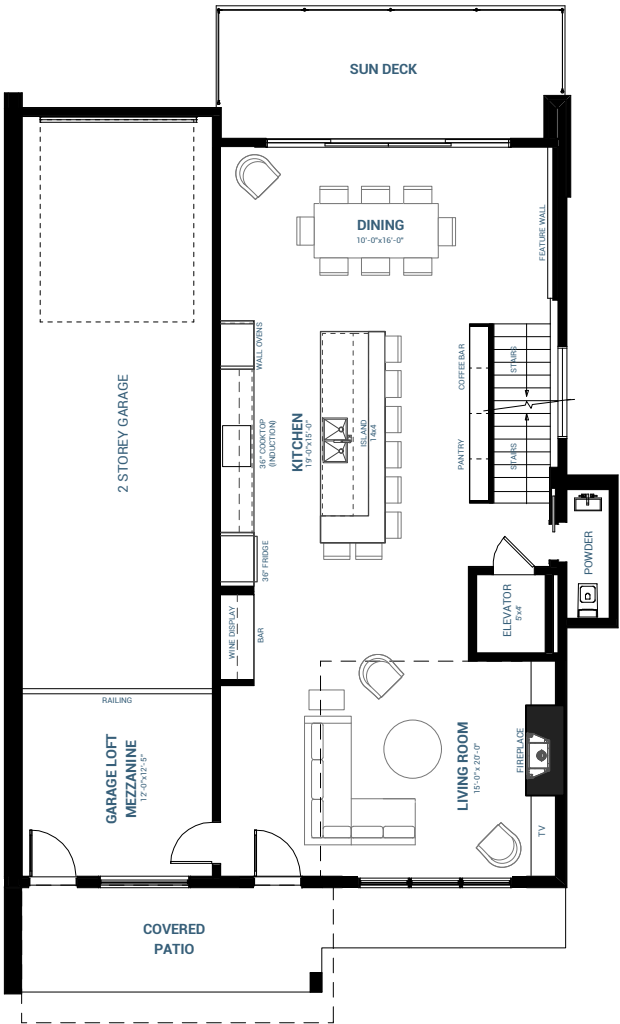 SUN DECK
DINING
10'-0"x16'-0"
FEATURE WALL
WALL OVENS
COFFEE BAR
STAIRS
2 STOREY GARAGE
36" COOKTOP
(INDUCTION)
KITCHEN
19'-0"x15'-0"
ISLAND
14x4
PANTRY
STAIRS
36" FRIDGE
POWDER
ELEVATOR
5'x4'
WINE DISPLAY
BAR
RAILING
GARAGE LOFT
MEZZANINE
12'-0"x12'-5"
LIVING ROOM
15'-0" x 20'-0"
FIREPLACE
TV
COVERED
PATIO